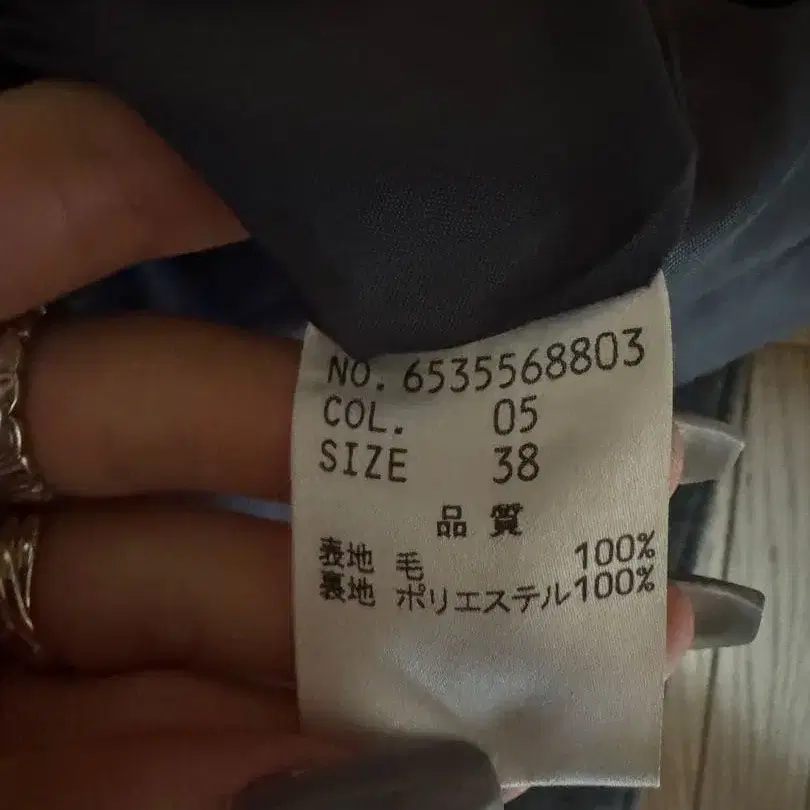 NO. 6535568803
COL. 05
SIZE 38
品質
表地 毛 100%
裏地 ポリエステル100%